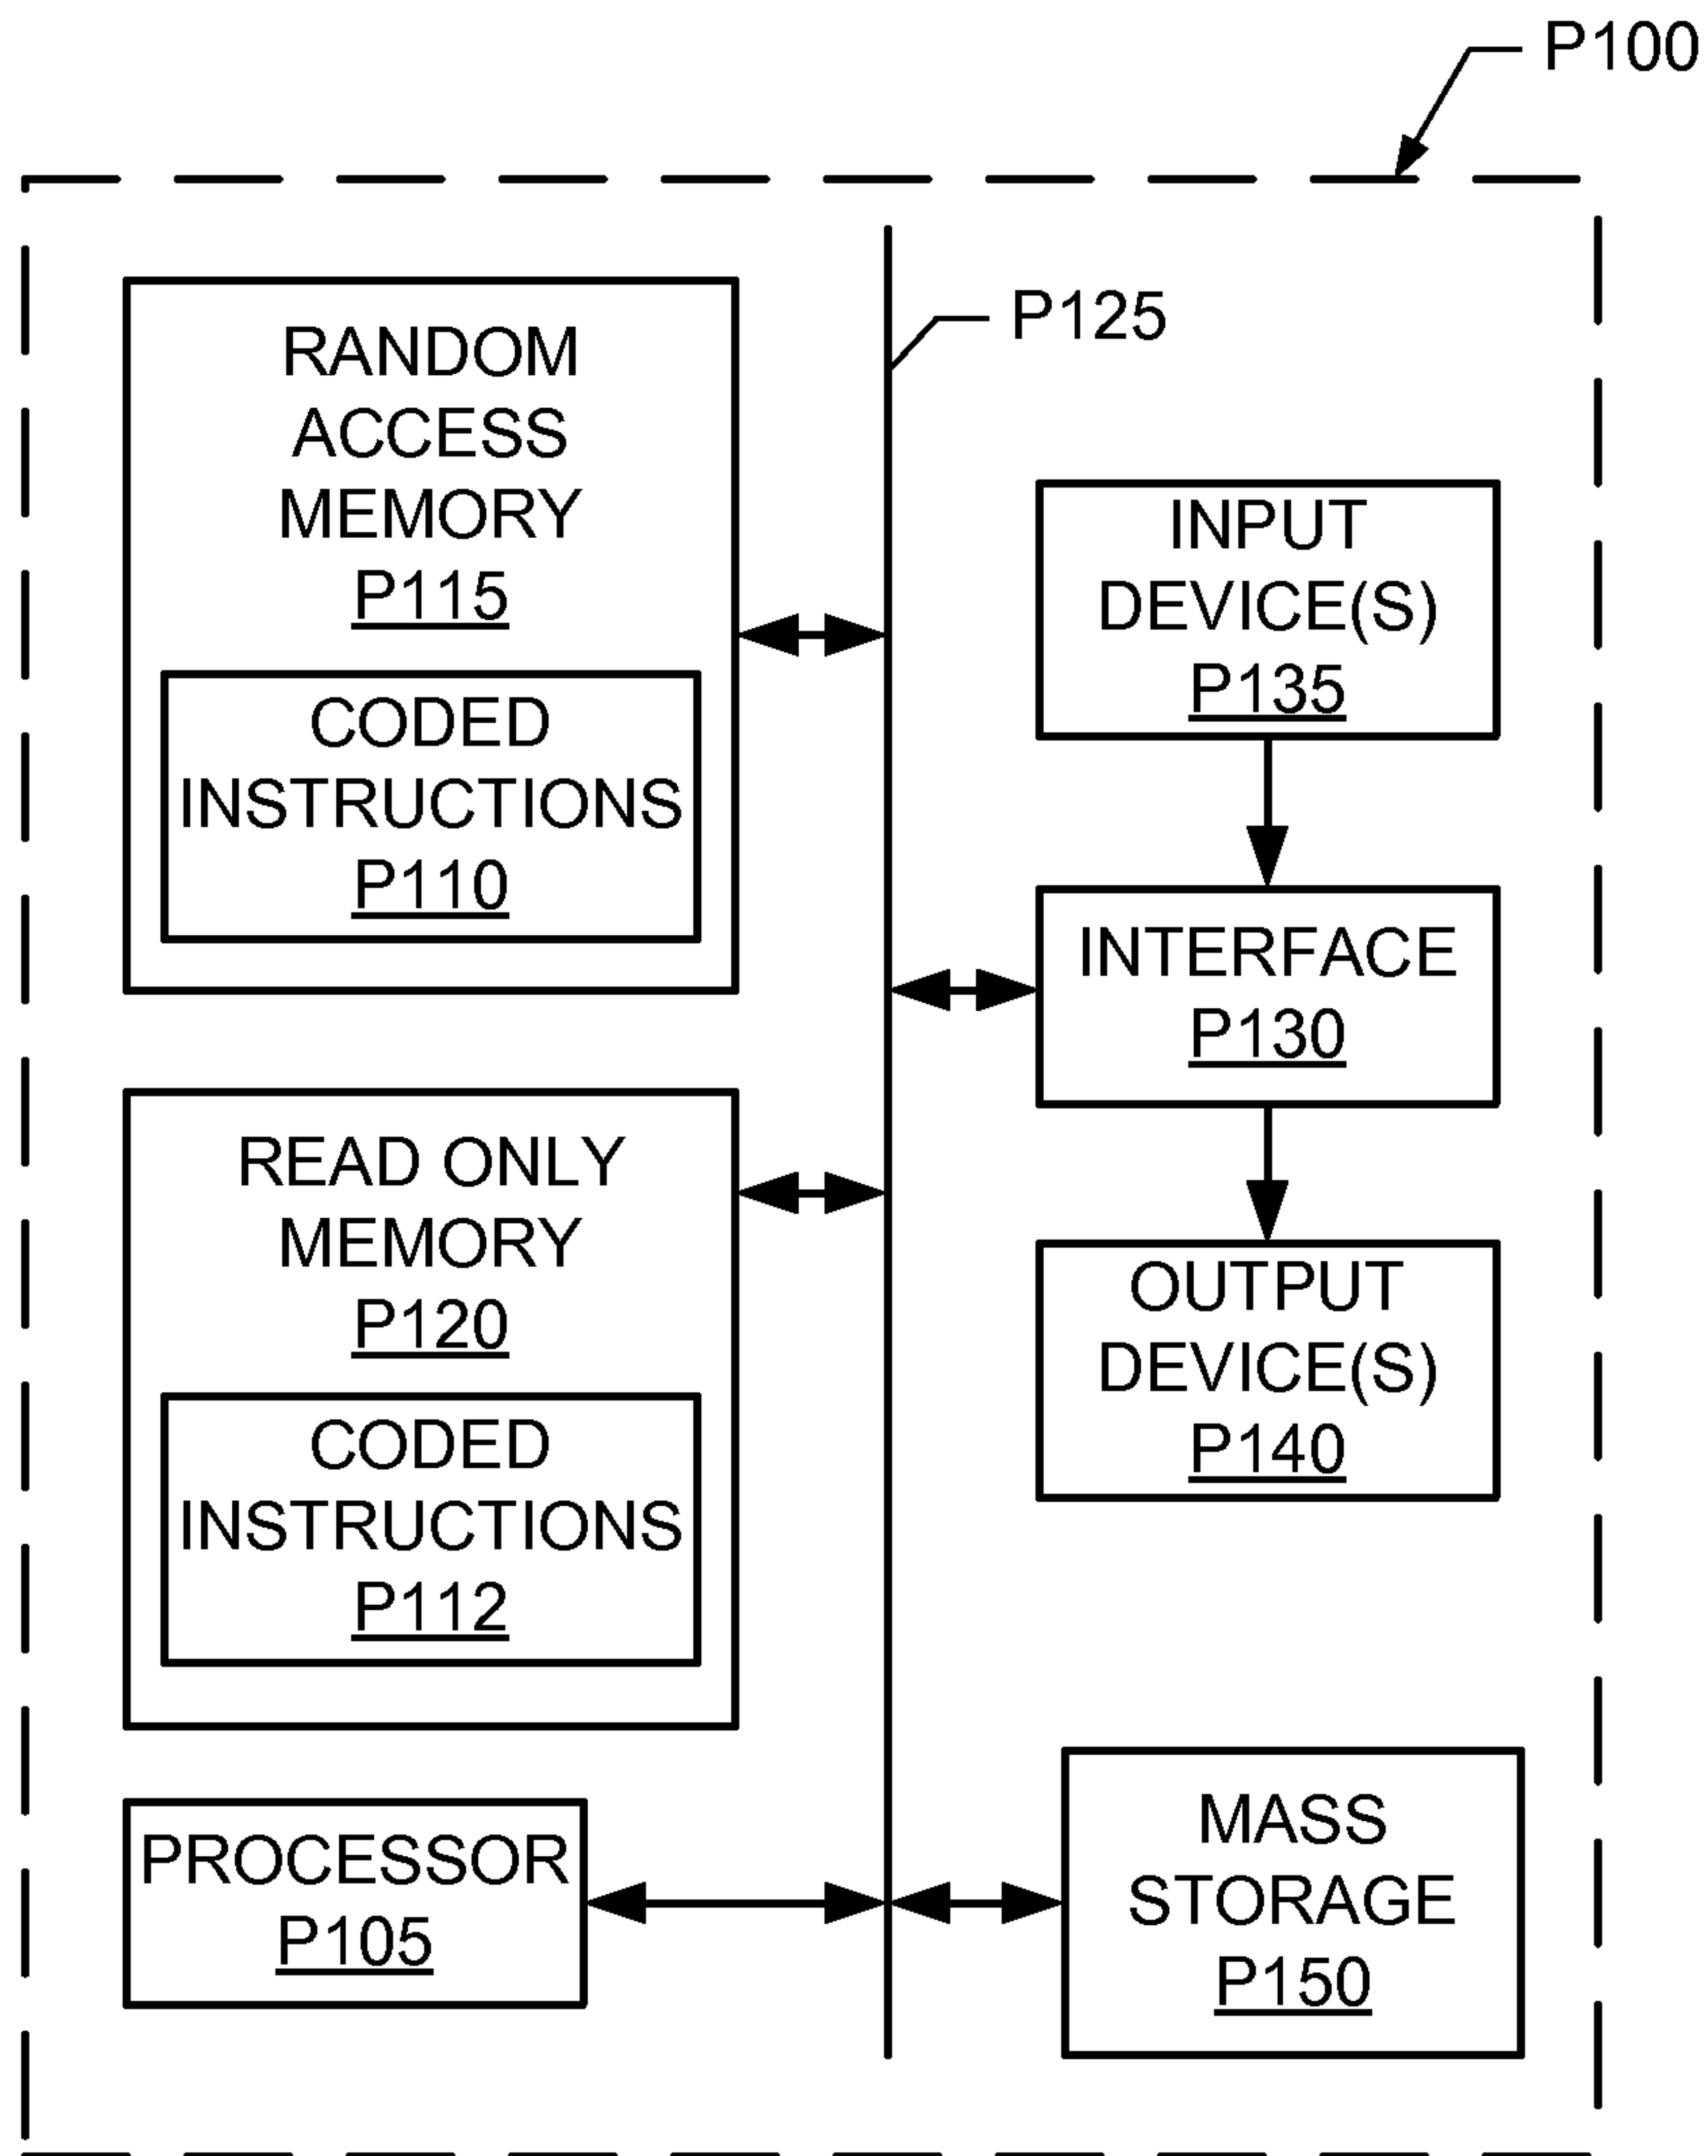 P100
P125
RANDOM
ACCESS
MEMORY
P115
CODED
INSTRUCTIONS
P110
READ ONLY
MEMORY
P120
CODED
INSTRUCTIONS
P112
PROCESSOR
P105
INPUT
DEVICE(S)
P135
INTERFACE
P130
OUTPUT
DEVICE(S)
P140
MASS
STORAGE
P150